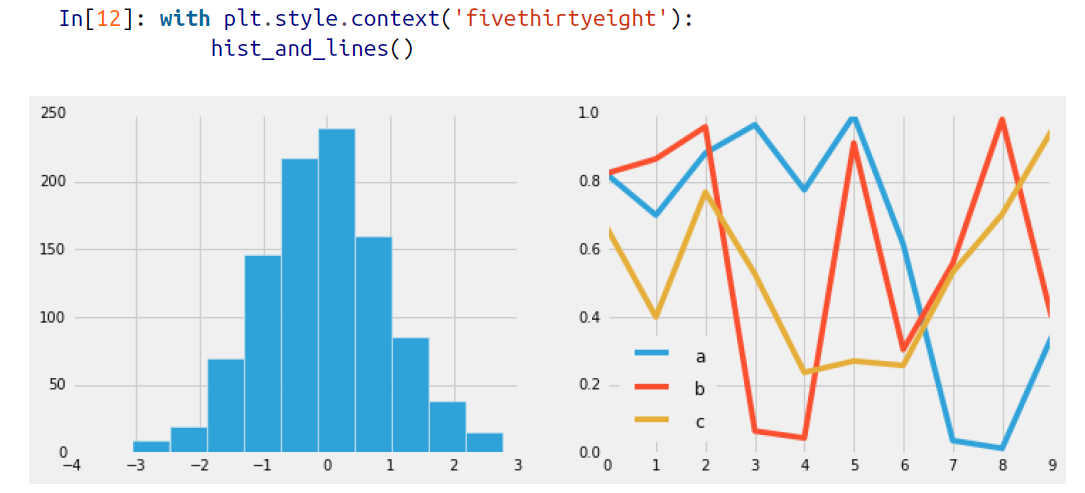 In[12]: with plt.style.context('fivethirtyeight'):
hist_and_lines()
250
200
150
100
50
0
−4 −3 −2 −1 0 1 2 3
1.0
0.8
0.6
0.4
0.2
0.0
a
b
c
0 1 2 3 4 5 6 7 8 9